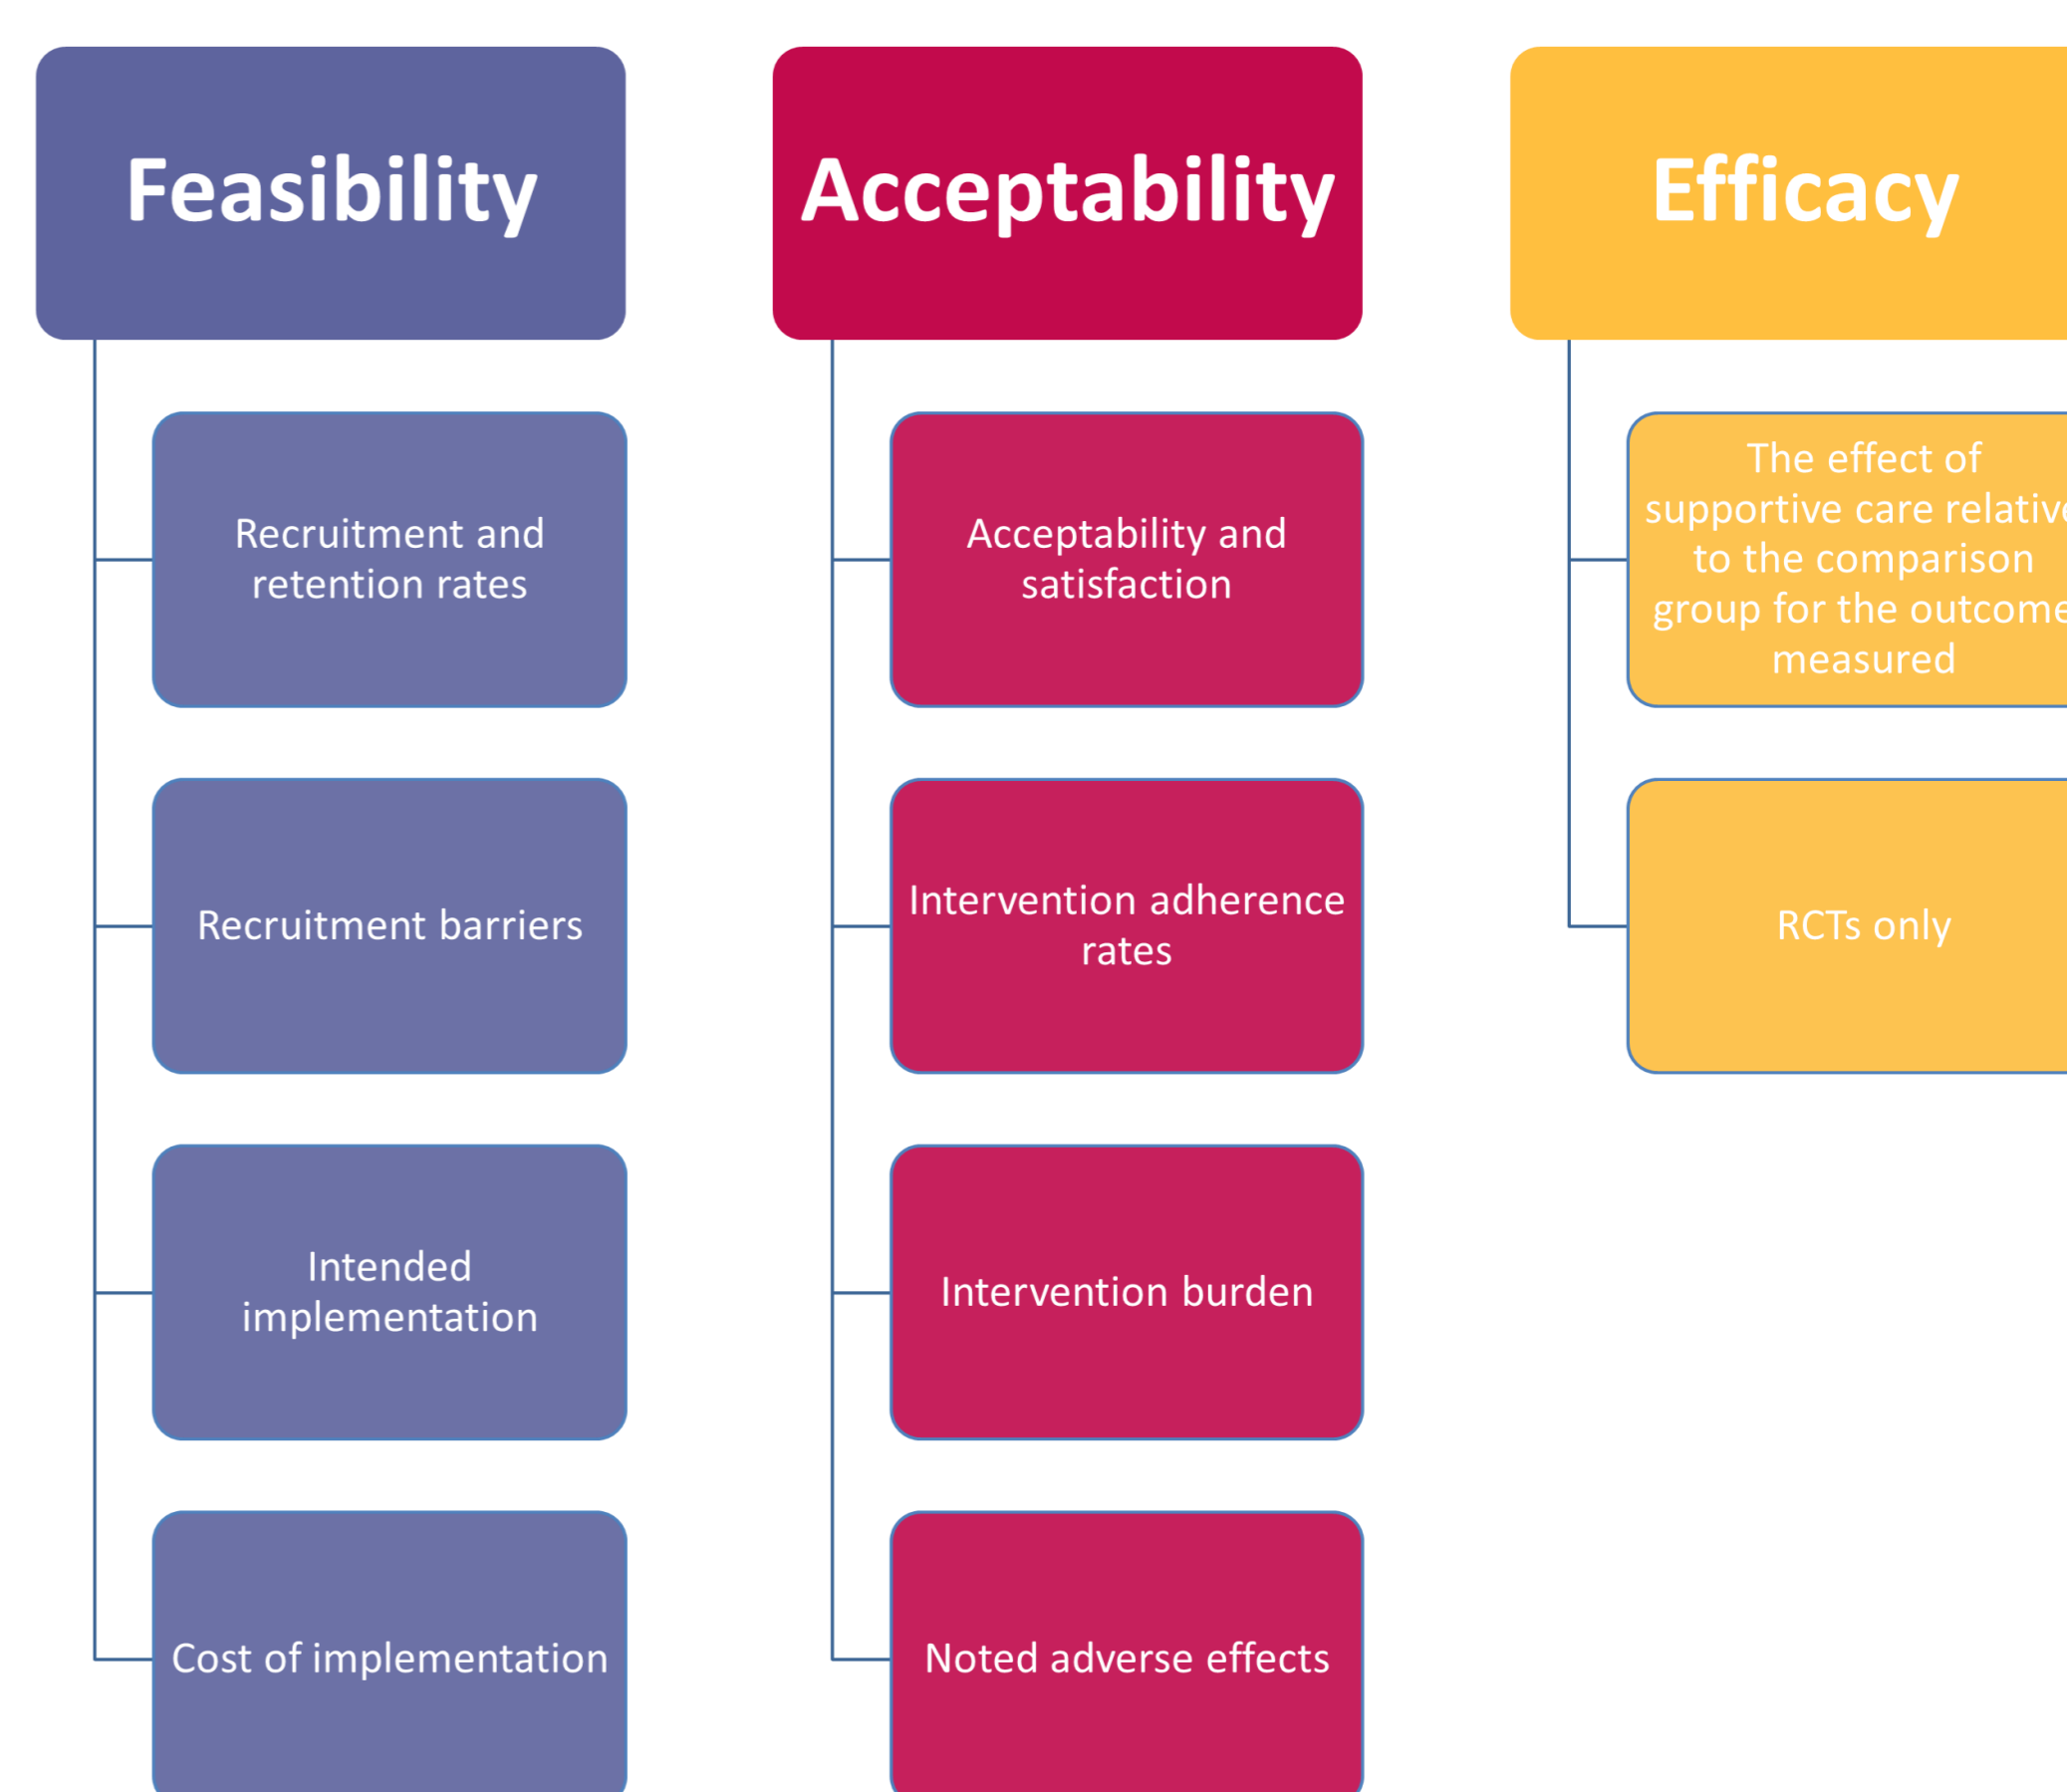 Feasibility
Recruitment and
retention rates
Recruitment barriers
Intended
implementation
Cost of implementation
Acceptability
Acceptability and
satisfaction
Intervention adherence
rates
Intervention burden
Noted adverse effects
Efficacy
The effect of
supportive care relative
to the comparison
group for the outcome
measured
RCTs only